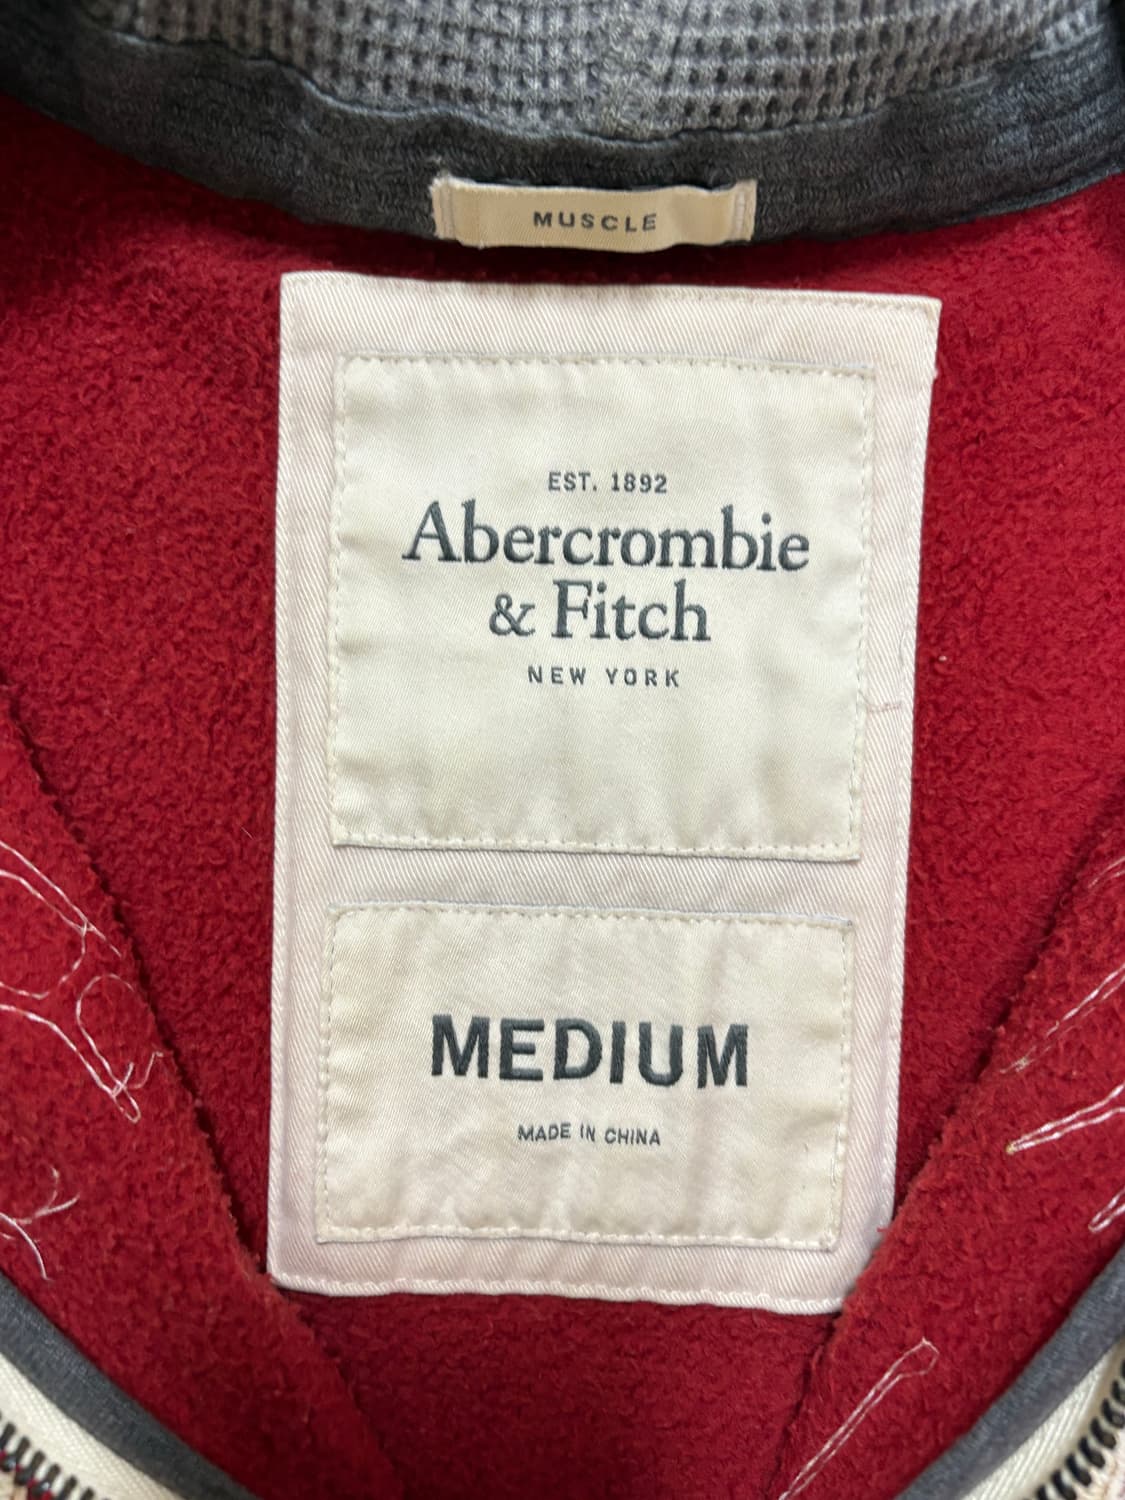 MUSCLE
EST. 1892
Abercrombie
& Fitch
NEW YORK
MEDIUM
MADE IN CHINA